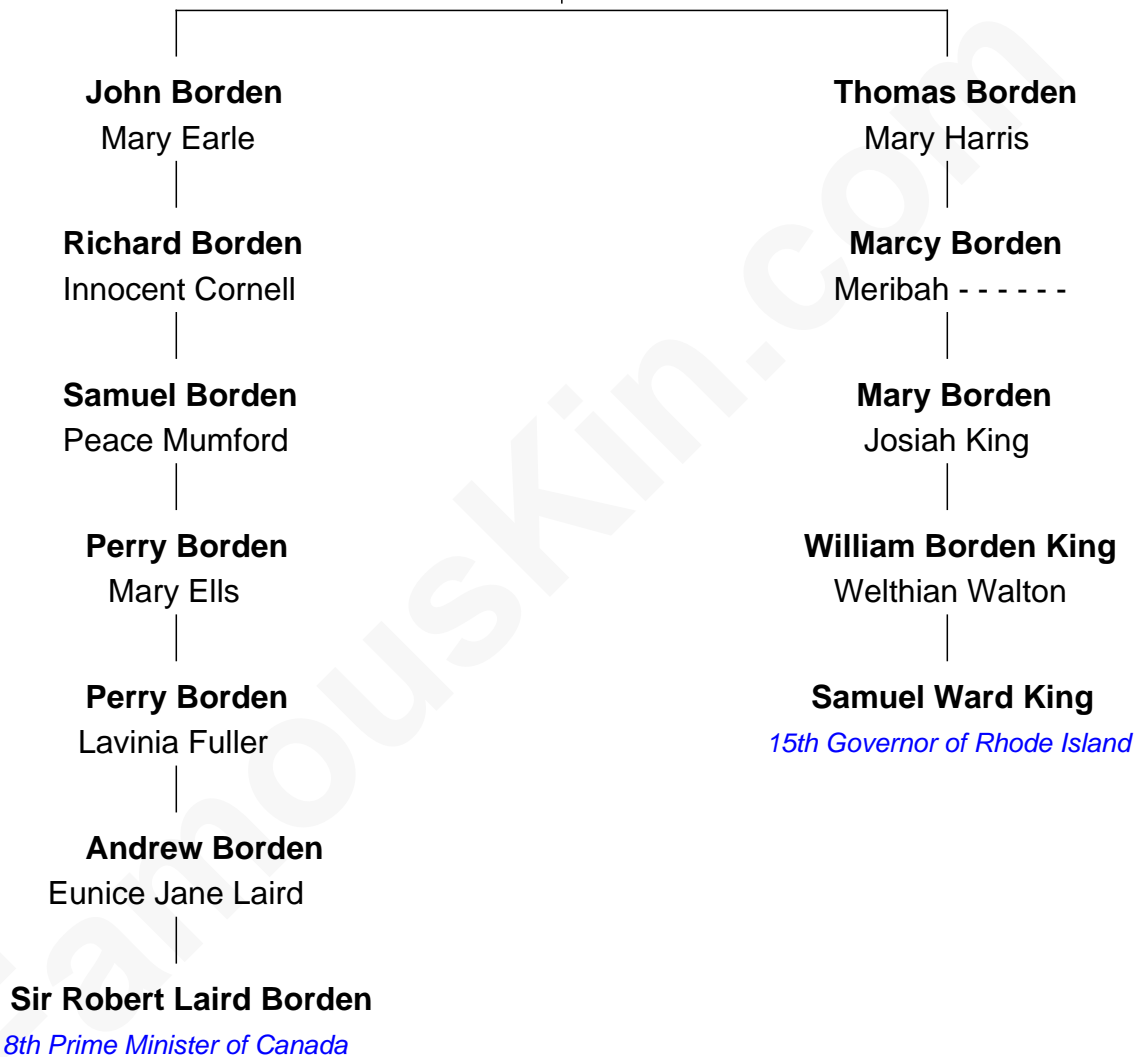 John Borden
Mary Earle
Richard Borden
Innocent Cornell
Samuel Borden
Peace Mumford
Perry Borden
Mary Ells
Perry Borden
Lavinia Fuller
Andrew Borden
Eunice Jane Laird
Sir Robert Laird Borden
8th Prime Minister of Canada
Thomas Borden
Mary Harris
Marcy Borden
Meribah - - - - - -
Mary Borden
Josiah King
William Borden King
Welthian Walton
Samuel Ward King
15th Governor of Rhode Island
FamousKin.com